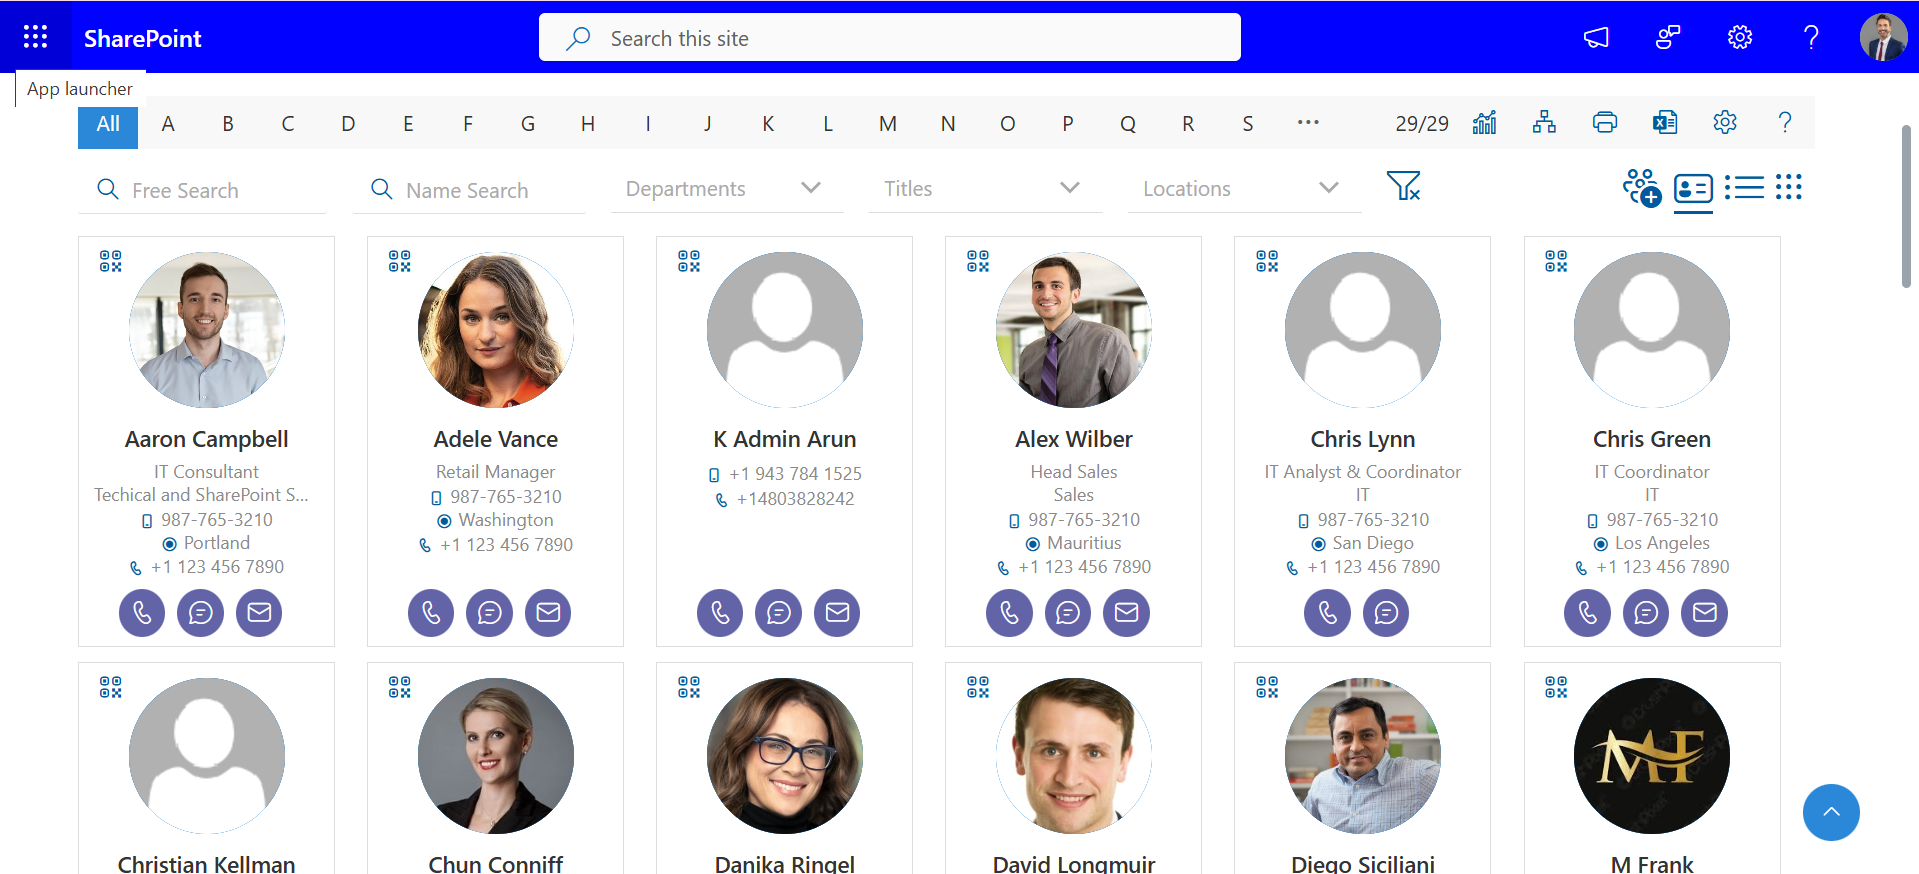 SharePoint
Search this site
App launcher
All A B C D E F G H I J K L M N O P Q R S ··· 29/29
Free Search Name Search Departments Titles Locations
Aaron Campbell
IT Consultant
Techical and SharePoint S...
987-765-3210
Portland
+1 123 456 7890
Adele Vance
Retail Manager
987-765-3210
Washington
+1 123 456 7890
K Admin Arun
+1 943 784 1525
+14803828242
Alex Wilber
Head Sales
Sales
987-765-3210
Mauritius
+1 123 456 7890
Chris Lynn
IT Analyst & Coordinator
IT
987-765-3210
San Diego
+1 123 456 7890
Chris Green
IT Coordinator
IT
987-765-3210
Los Angeles
+1 123 456 7890
Christian Kellman
Chun Conniff
Danika Ringel
David Longmuir
Diego Siciliani
MF
M Frank